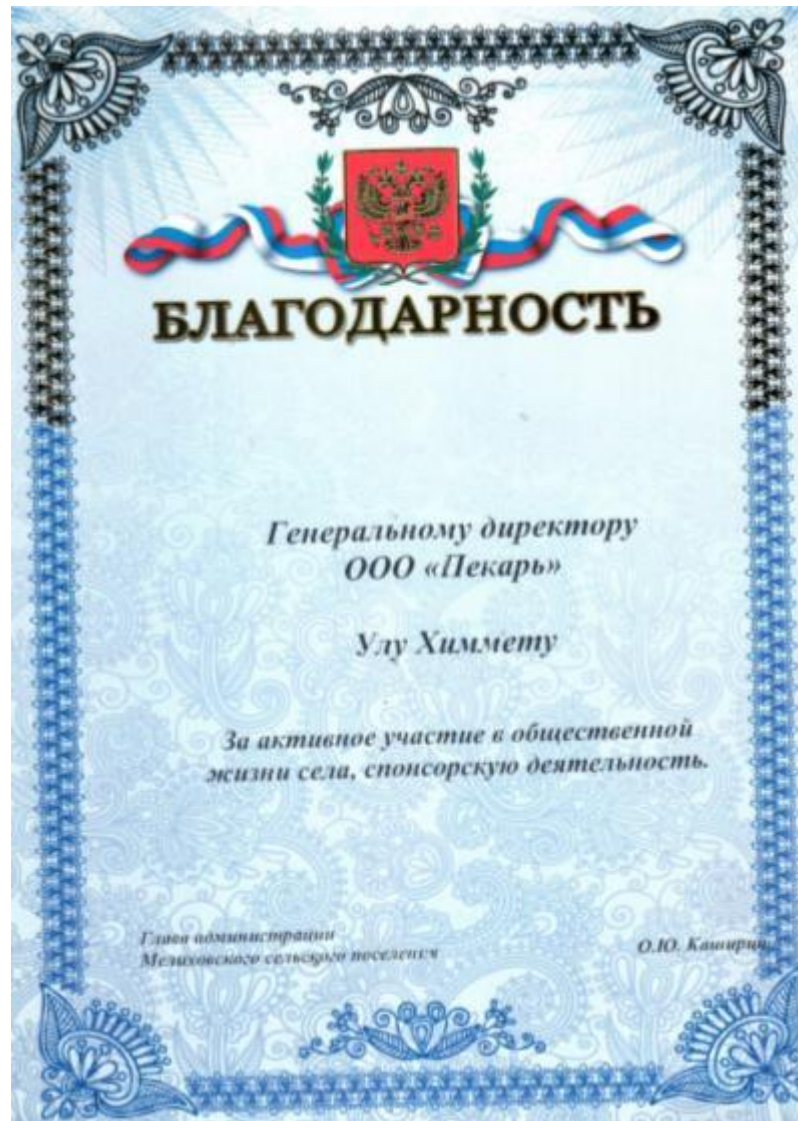 БЛАГОДАРНОСТЬ
Генеральному директору
ООО «Пекарь»
Улу Химмету
За активное участие в общественной
жизни села, спонсорскую деятельность.
Глава администрации
Мелиховского сельского поселения
О.Ю. Каширин